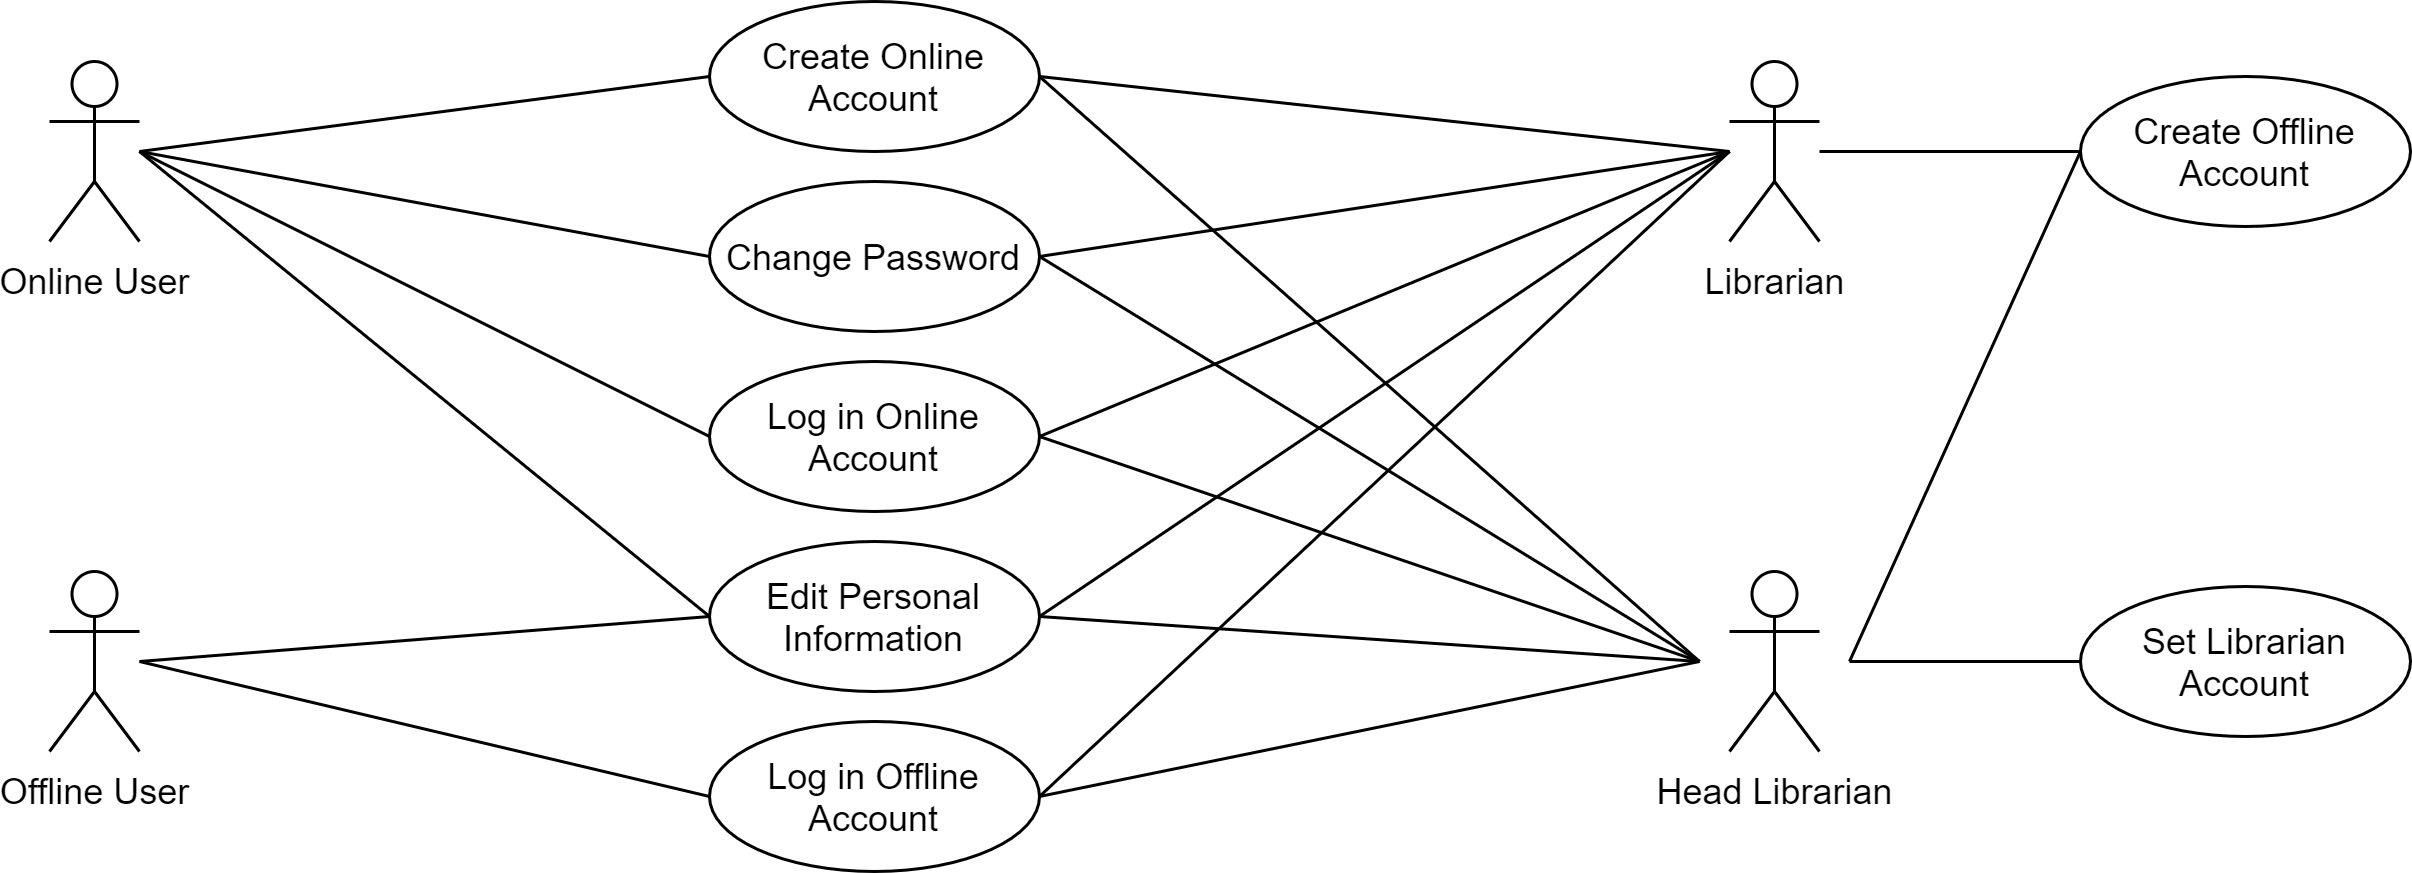 Create Online
Account
Online User
Change Password
Librarian
Create Offline
Account
Log in Online
Account
Edit Personal
Information
Offline User
Log in Offline
Account
Head Librarian
Set Librarian
Account